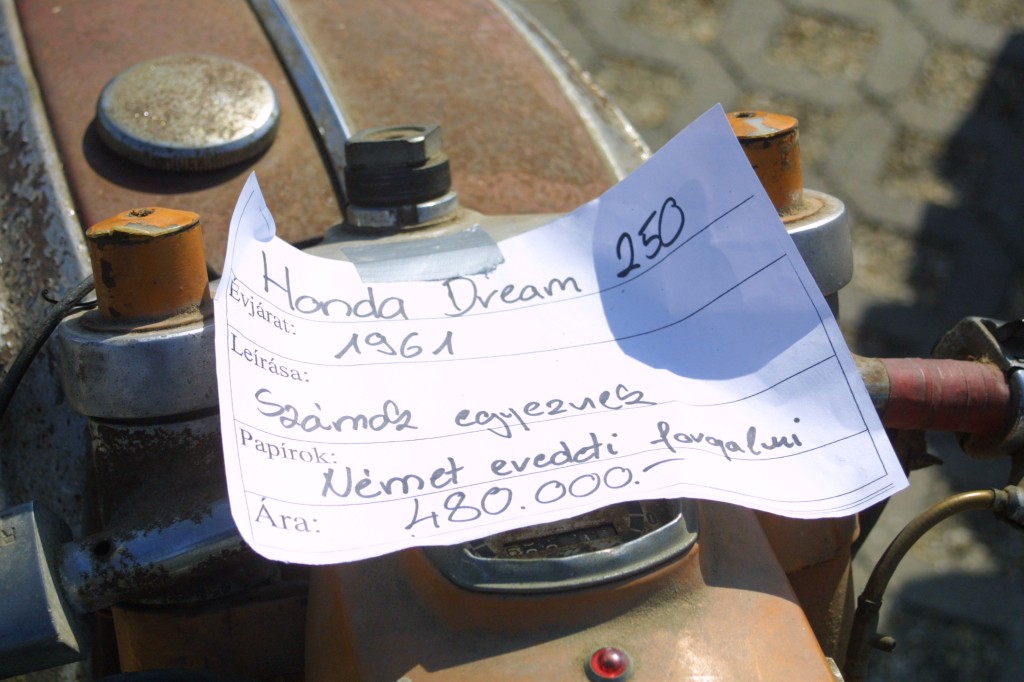 Honda Dream 250
Évjárat: 1961
Leírása:
Számok egyeznek
Papírok: Német eredeti forgalmi
Ára: 480.000.-